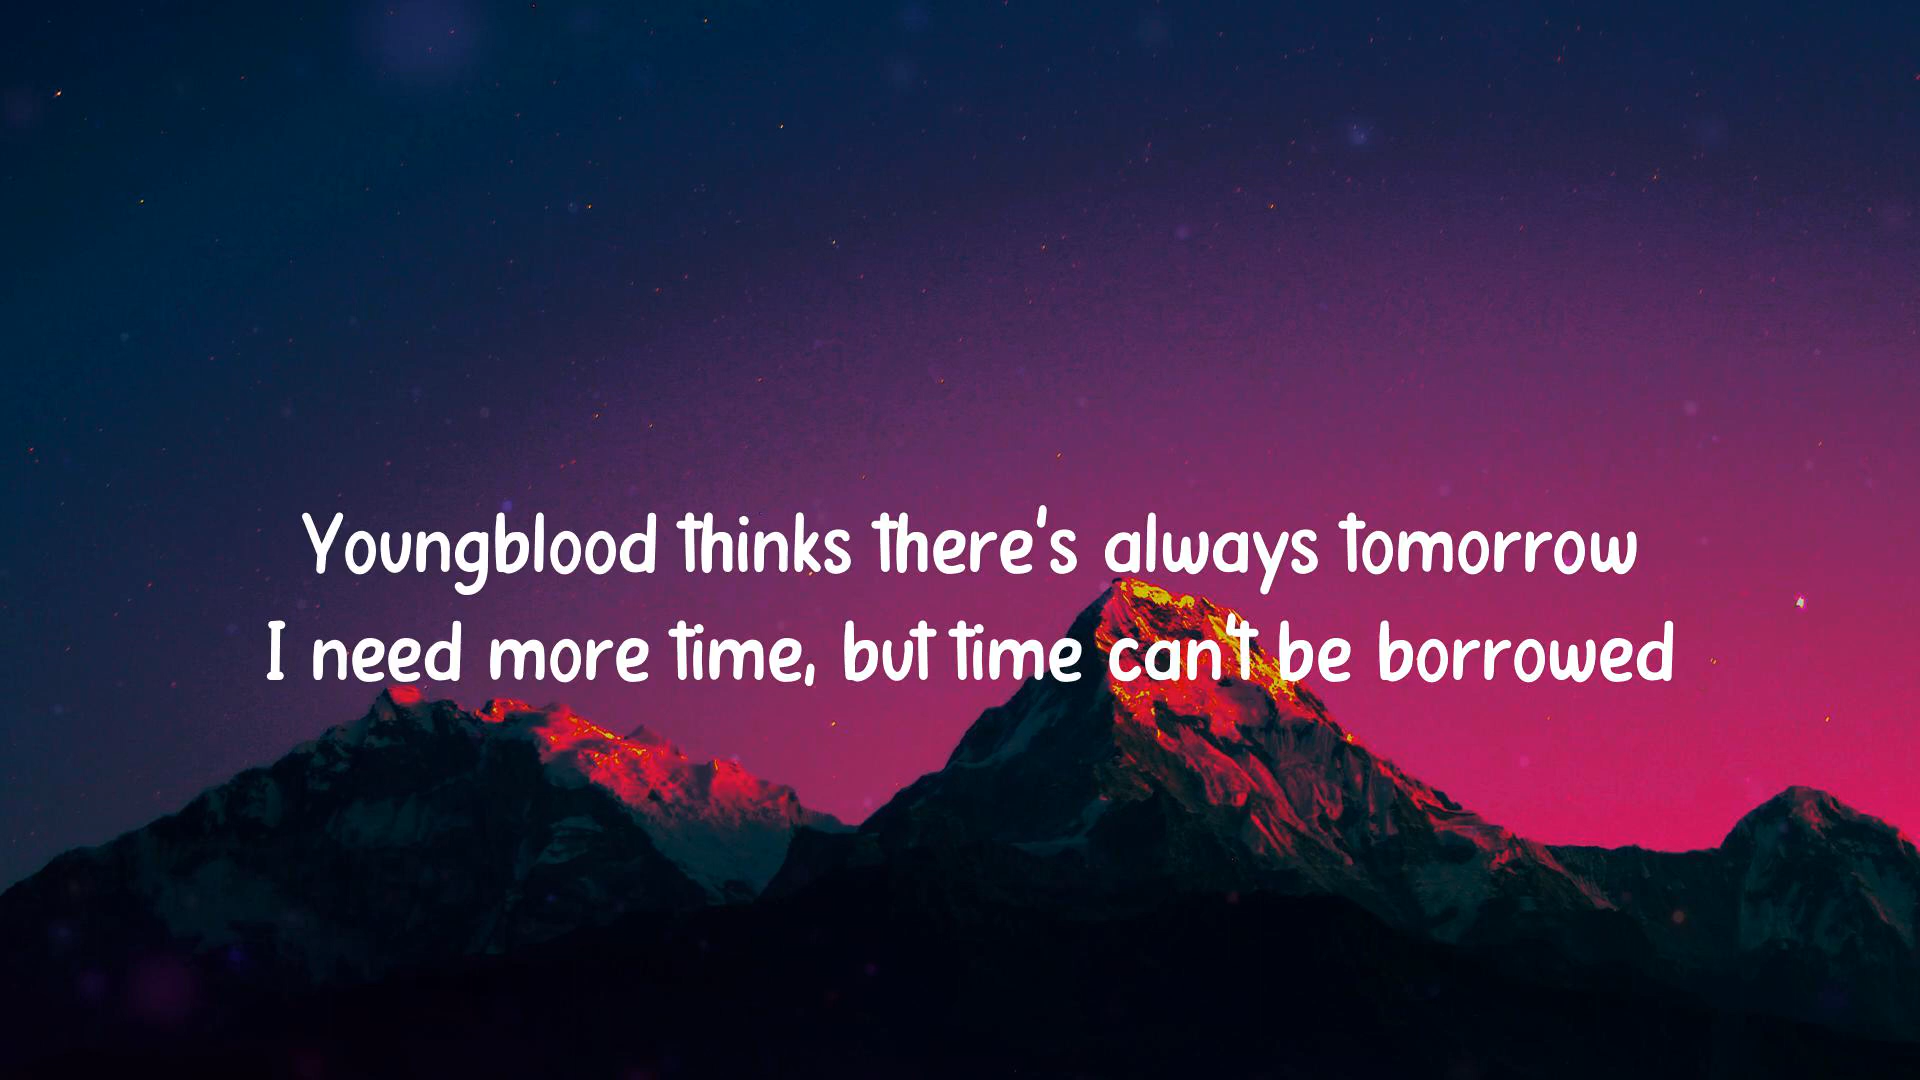 Youngblood thinks there's always tomorrow
I need more time, but time can't be borrowed